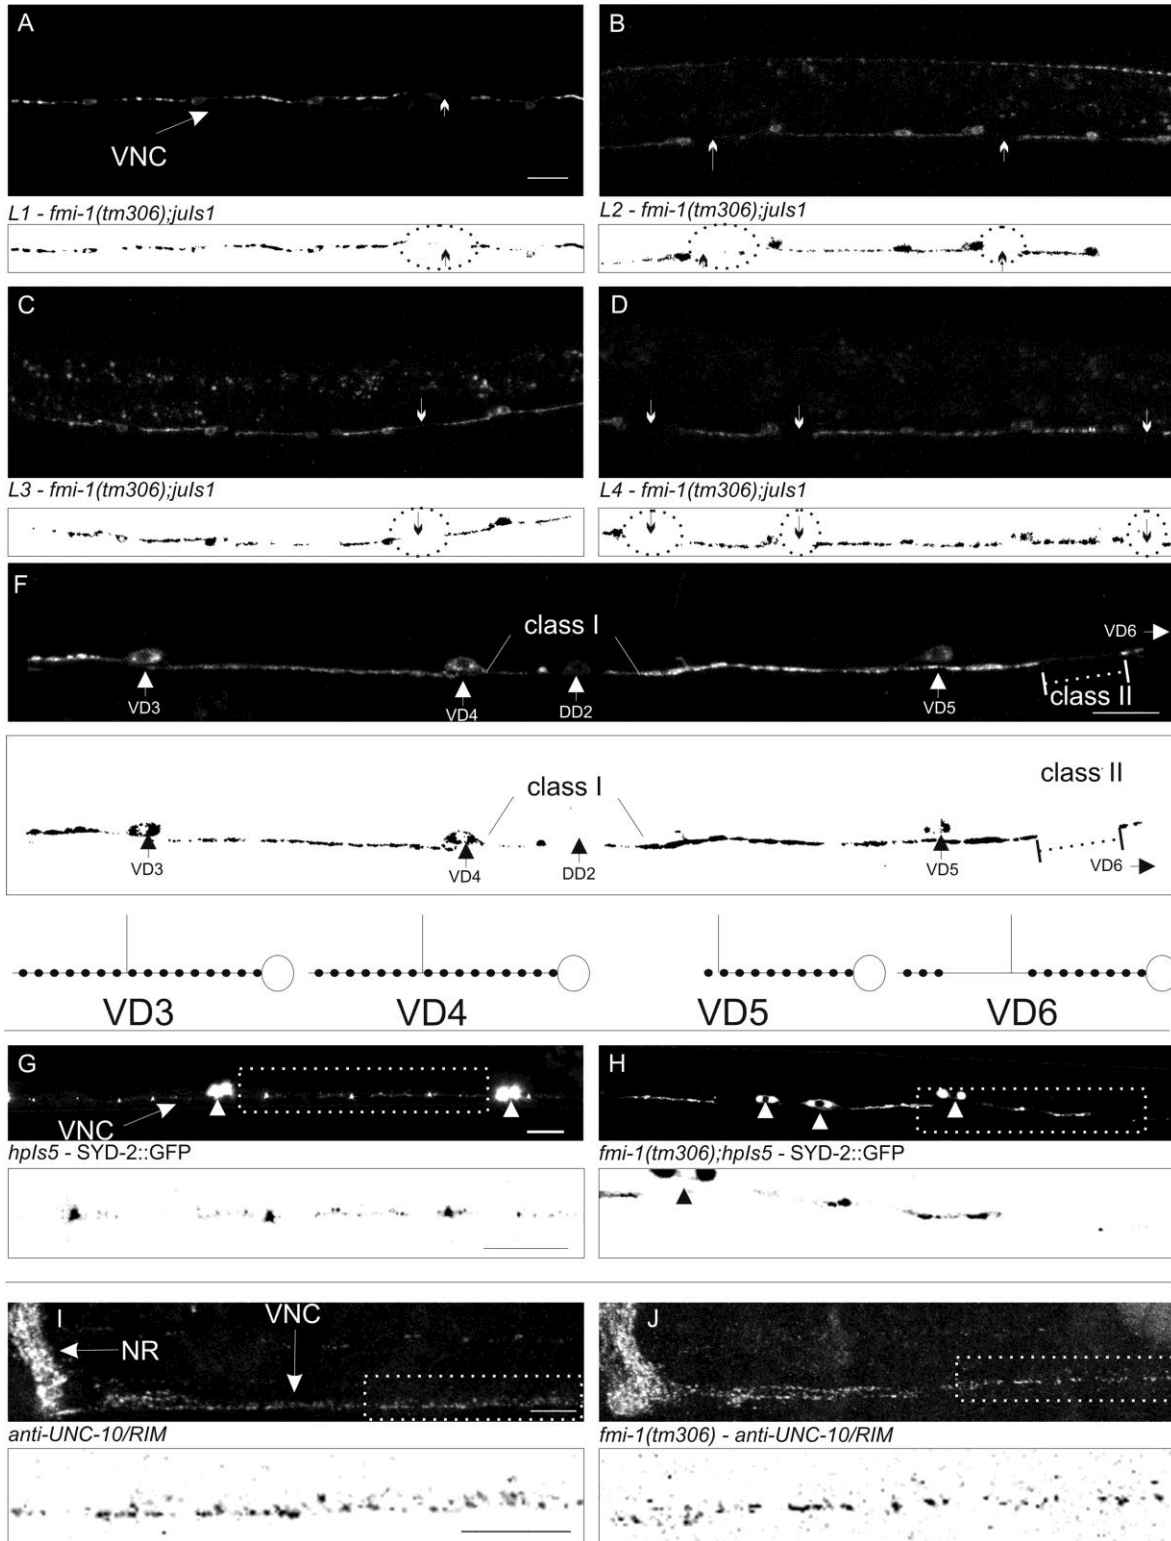 A
B
VNC
L1 - fmi-1(tm306);juIs1
L2 - fmi-1(tm306);juIs1
C
D
L3 - fmi-1(tm306);juIs1
L4 - fmi-1(tm306);juIs1
F
class I
VD6
VD3
VD4
DD2
VD5
class II
class I
class II
VD3
VD4
DD2
VD5
VD6
VD3
VD4
VD5
VD6
G
H
VNC
hpIs5 - SYD-2::GFP
fmi-1(tm306);hpIs5 - SYD-2::GFP
I
VNC
J
NR
anti-UNC-10/RIM
fmi-1(tm306) - anti-UNC-10/RIM